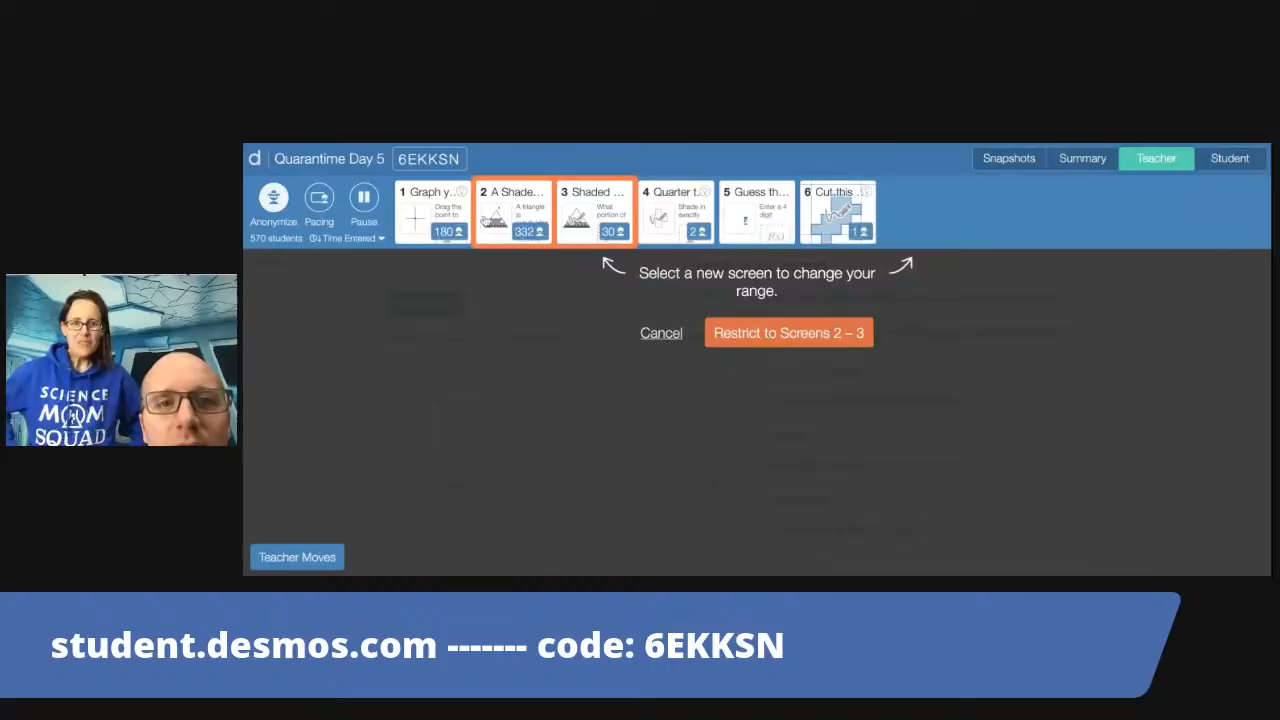 d Quarantime Day 5 6EKKSN
Snapshots Summary Teacher Student
Anonymize Pacing Pause
570 students Time Entered
1 Graph y...
Drag the
point to
180
2 A Shade...
A triangle
is
332
3 Shaded ...
What
portion of
30
4 Quarter t...
Shade in
exactly
2
5 Guess th...
Enter a 4
digit
f(x)
6 Cut this ...
1
Select a new screen to change your
range.
Cancel Restrict to Screens 2 – 3
SCIENCE
MOM
SQUAD
Teacher Moves
student.desmos.com ------- code: 6EKKSN